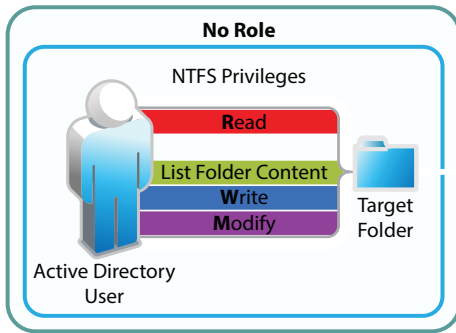 No Role
NTFS Privileges
Read
List Folder Content
Write
Modify
Target
Folder
Active Directory
User